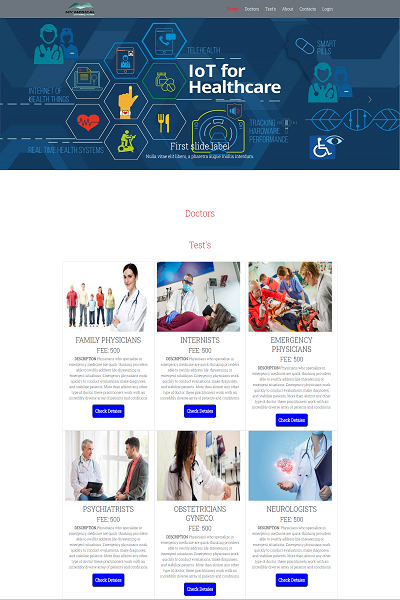 MY MEDICAL
Home Doctors Test's About Contacts Login
TELEHEALTH
SMART
PILLS
IoT for
Healthcare
INTERNET OF
HEALTH THINGS
TRACKING
HARDWARE
PERFORMANCE
REAL TIME HEALTH SYSTEMS
First slide label
Nulla vitae elit libero, a pharetra augue mollis interdum.
Doctors
Test's
FAMILY PHYSICIANS
FEE: 500
DESCRIPTION Physicians who specialize in
emergency medicine are quick-thinking providers
able to swiftly address life-threatening or
emergent situations. Emergency physicians work
quickly to conduct evaluations, make diagnoses,
and stabilize patients. More than almost any other
type of doctor, these practitioners work with an
incredibly diverse array of patients and conditions.
Check Detales
INTERNISTS
FEE: 500
DESCRIPTION Physicians who specialize in
emergency medicine are quick-thinking providers
able to swiftly address life-threatening or
emergent situations. Emergency physicians work
quickly to conduct evaluations, make diagnoses,
and stabilize patients. More than almost any other
type of doctor, these practitioners work with an
incredibly diverse array of patients and conditions.
Check Detales
EMERGENCY
PHYSICIANS
FEE: 500
DESCRIPTION Physicians who specialize in
emergency medicine are quick-thinking providers
able to swiftly address life-threatening or
emergent situations. Emergency physicians work
quickly to conduct evaluations, make diagnoses,
and stabilize patients. More than almost any other
type of doctor, these practitioners work with an
incredibly diverse array of patients and conditions.
Check Detales
PSYCHIATRISTS
FEE: 500
DESCRIPTION Physicians who specialize in
emergency medicine are quick-thinking providers
able to swiftly address life-threatening or
emergent situations. Emergency physicians work
quickly to conduct evaluations, make diagnoses,
and stabilize patients. More than almost any other
type of doctor, these practitioners work with an
incredibly diverse array of patients and conditions.
Check Detales
OBSTETRICIANS
GYNECO.
FEE: 500
DESCRIPTION Physicians who specialize in
emergency medicine are quick-thinking providers
able to swiftly address life-threatening or
emergent situations. Emergency physicians work
quickly to conduct evaluations, make diagnoses,
and stabilize patients. More than almost any other
type of doctor, these practitioners work with an
incredibly diverse array of patients and conditions.
Check Detales
NEUROLOGISTS
FEE: 500
DESCRIPTION Physicians who specialize in
emergency medicine are quick-thinking providers
able to swiftly address life-threatening or
emergent situations. Emergency physicians work
quickly to conduct evaluations, make diagnoses,
and stabilize patients. More than almost any other
type of doctor, these practitioners work with an
incredibly diverse array of patients and conditions.
Check Detales